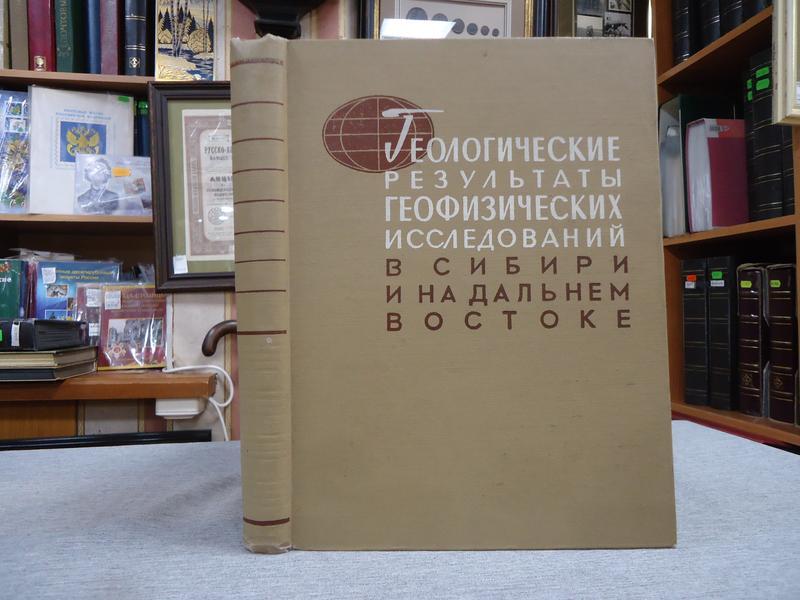 ГЕОЛОГИЧЕСКИЕ
РЕЗУЛЬТАТЫ
ГЕОФИЗИЧЕСКИХ
ИССЛЕДОВАНИЙ
В СИБИРИ
И НА ДАЛЬНЕМ
ВОСТОКЕ